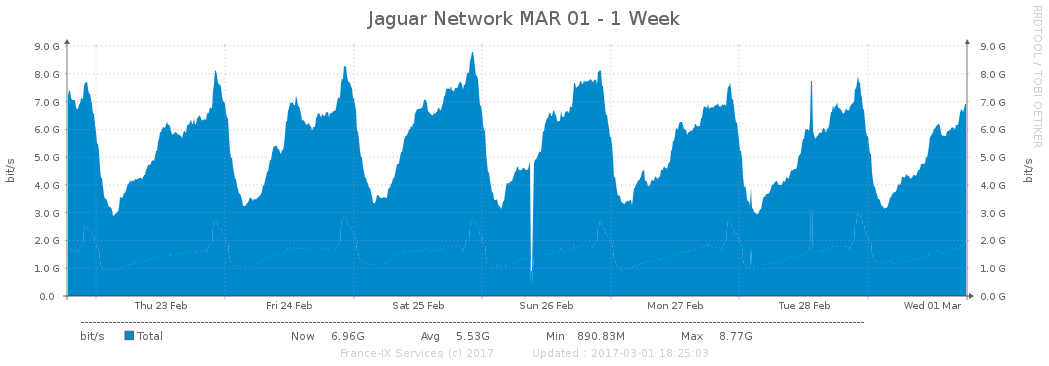 Jaguar Network MAR 01 - 1 Week
RRDTOOL / TOBI OETIKER
9.0 G 9.0 G
8.0 G 8.0 G
7.0 G 7.0 G
6.0 G 6.0 G
5.0 G 5.0 G
4.0 G 4.0 G
3.0 G 3.0 G
2.0 G 2.0 G
1.0 G 1.0 G
0.0 0.0 G
bit/s bit/s
Thu 23 Feb Fri 24 Feb Sat 25 Feb Sun 26 Feb Mon 27 Feb Tue 28 Feb Wed 01 Mar
bit/s Total Now 6.96G Avg 5.53G Min 890.83M Max 8.77G
France-IX Services (c) 2017 Updated : 2017-03-01 18:25:03